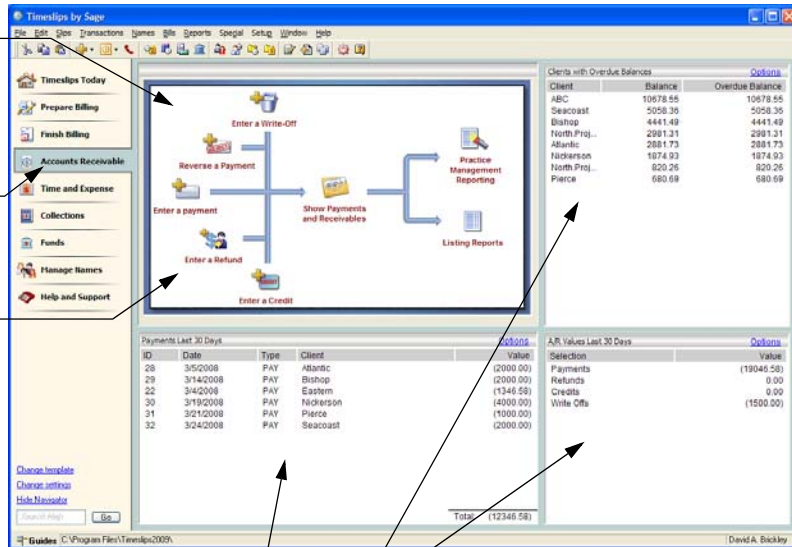 Timeslips by Sage
File Edit Slips Transactions Names Bills Reports Special Setup Window Help
Timeslips Today
Prepare Billing
Finish Billing
Accounts Receivable
Time and Expense
Collections
Funds
Manage Names
Help and Support
Change template
Change settings
Hide Navigator
Search Help Go
Enter a Write-Off
Reverse a Payment
Enter a payment
Enter a Refund
Enter a Credit
Show Payments
and Receivables
Practice
Management
Reporting
Listing Reports
Clients with Overdue Balances Options
Client Balance Overdue Balance
ABC 10678.55 10678.55
Seacoast 5058.36 5058.36
Bishop 4441.49 4441.49
North.Proj... 2981.31 2981.31
Atlantic 2881.73 2881.73
Nickerson 1874.93 1874.93
North.Proj... 820.26 820.26
Pierce 680.69 680.69
Payments Last 30 Days Options
ID Date Type Client Value
28 3/5/2008 PAY Atlantic (2000.00)
29 3/14/2008 PAY Bishop (2000.00)
22 3/4/2008 PAY Eastern (1346.58)
30 3/19/2008 PAY Nickerson (4000.00)
31 3/21/2008 PAY Pierce (1000.00)
32 3/24/2008 PAY Seacoast (2000.00)
Total: (12346.58)
A/R Values Last 30 Days Options
Selection Value
Payments (19046.58)
Refunds 0.00
Credits 0.00
Write Offs (1500.00)
Guides C:\Program Files\Timeslips2009\ David A. Brickley